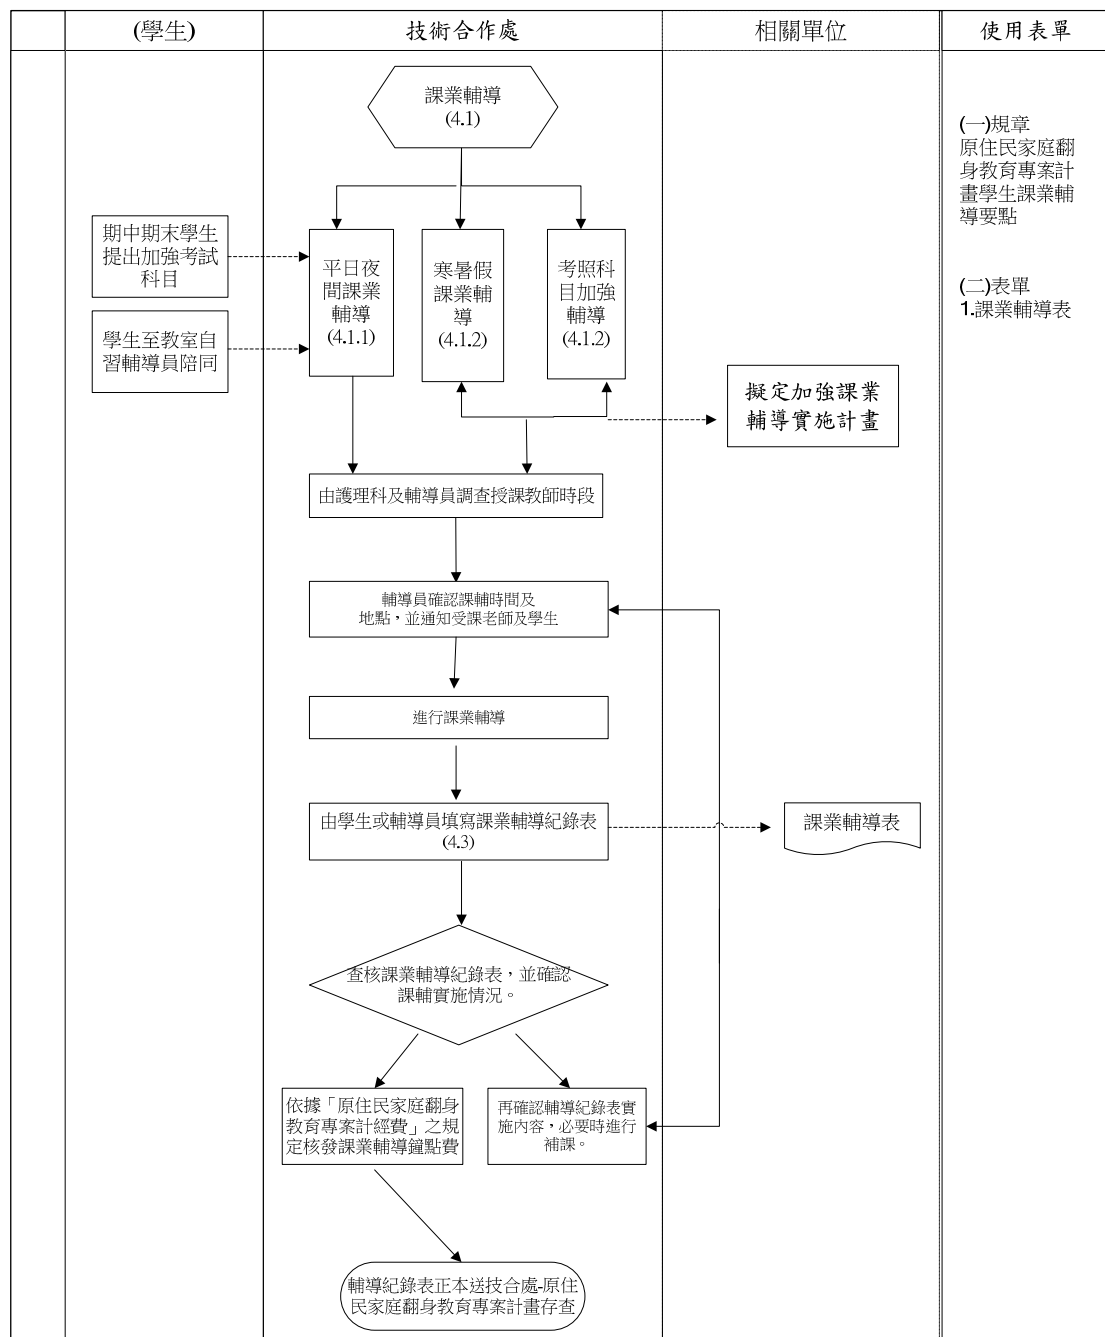 (學生)
技術合作處
相關單位
使用表單
課業輔導
(4.1)
(一)規章
原住民家庭翻
身教育專案計
畫學生課業輔
導要點
(二)表單
1.課業輔導表
期中期末學生
提出加強考試
科目
學生至教室自
習輔導員陪同
平日夜
間課業
輔導
(4.1.1)
寒暑假
課業輔
導
(4.1.2)
考照科
目加強
輔導
(4.1.2)
擬定加強課業
輔導實施計畫
由護理科及輔導員調查授課教師時段
輔導員確認課輔時間及
地點，並通知受課老師及學生
進行課業輔導
由學生或輔導員填寫課業輔導紀錄表
(4.3)
課業輔導表
查核課業輔導紀錄表，並確認
課輔實施情況。
依據「原住民家庭翻身
教育專案計經費」之規
定核發課業輔導鐘點費
再確認輔導紀錄表實
施內容，必要時進行
補課。
輔導紀錄表正本送技合處-原住
民家庭翻身教育專案計畫存查